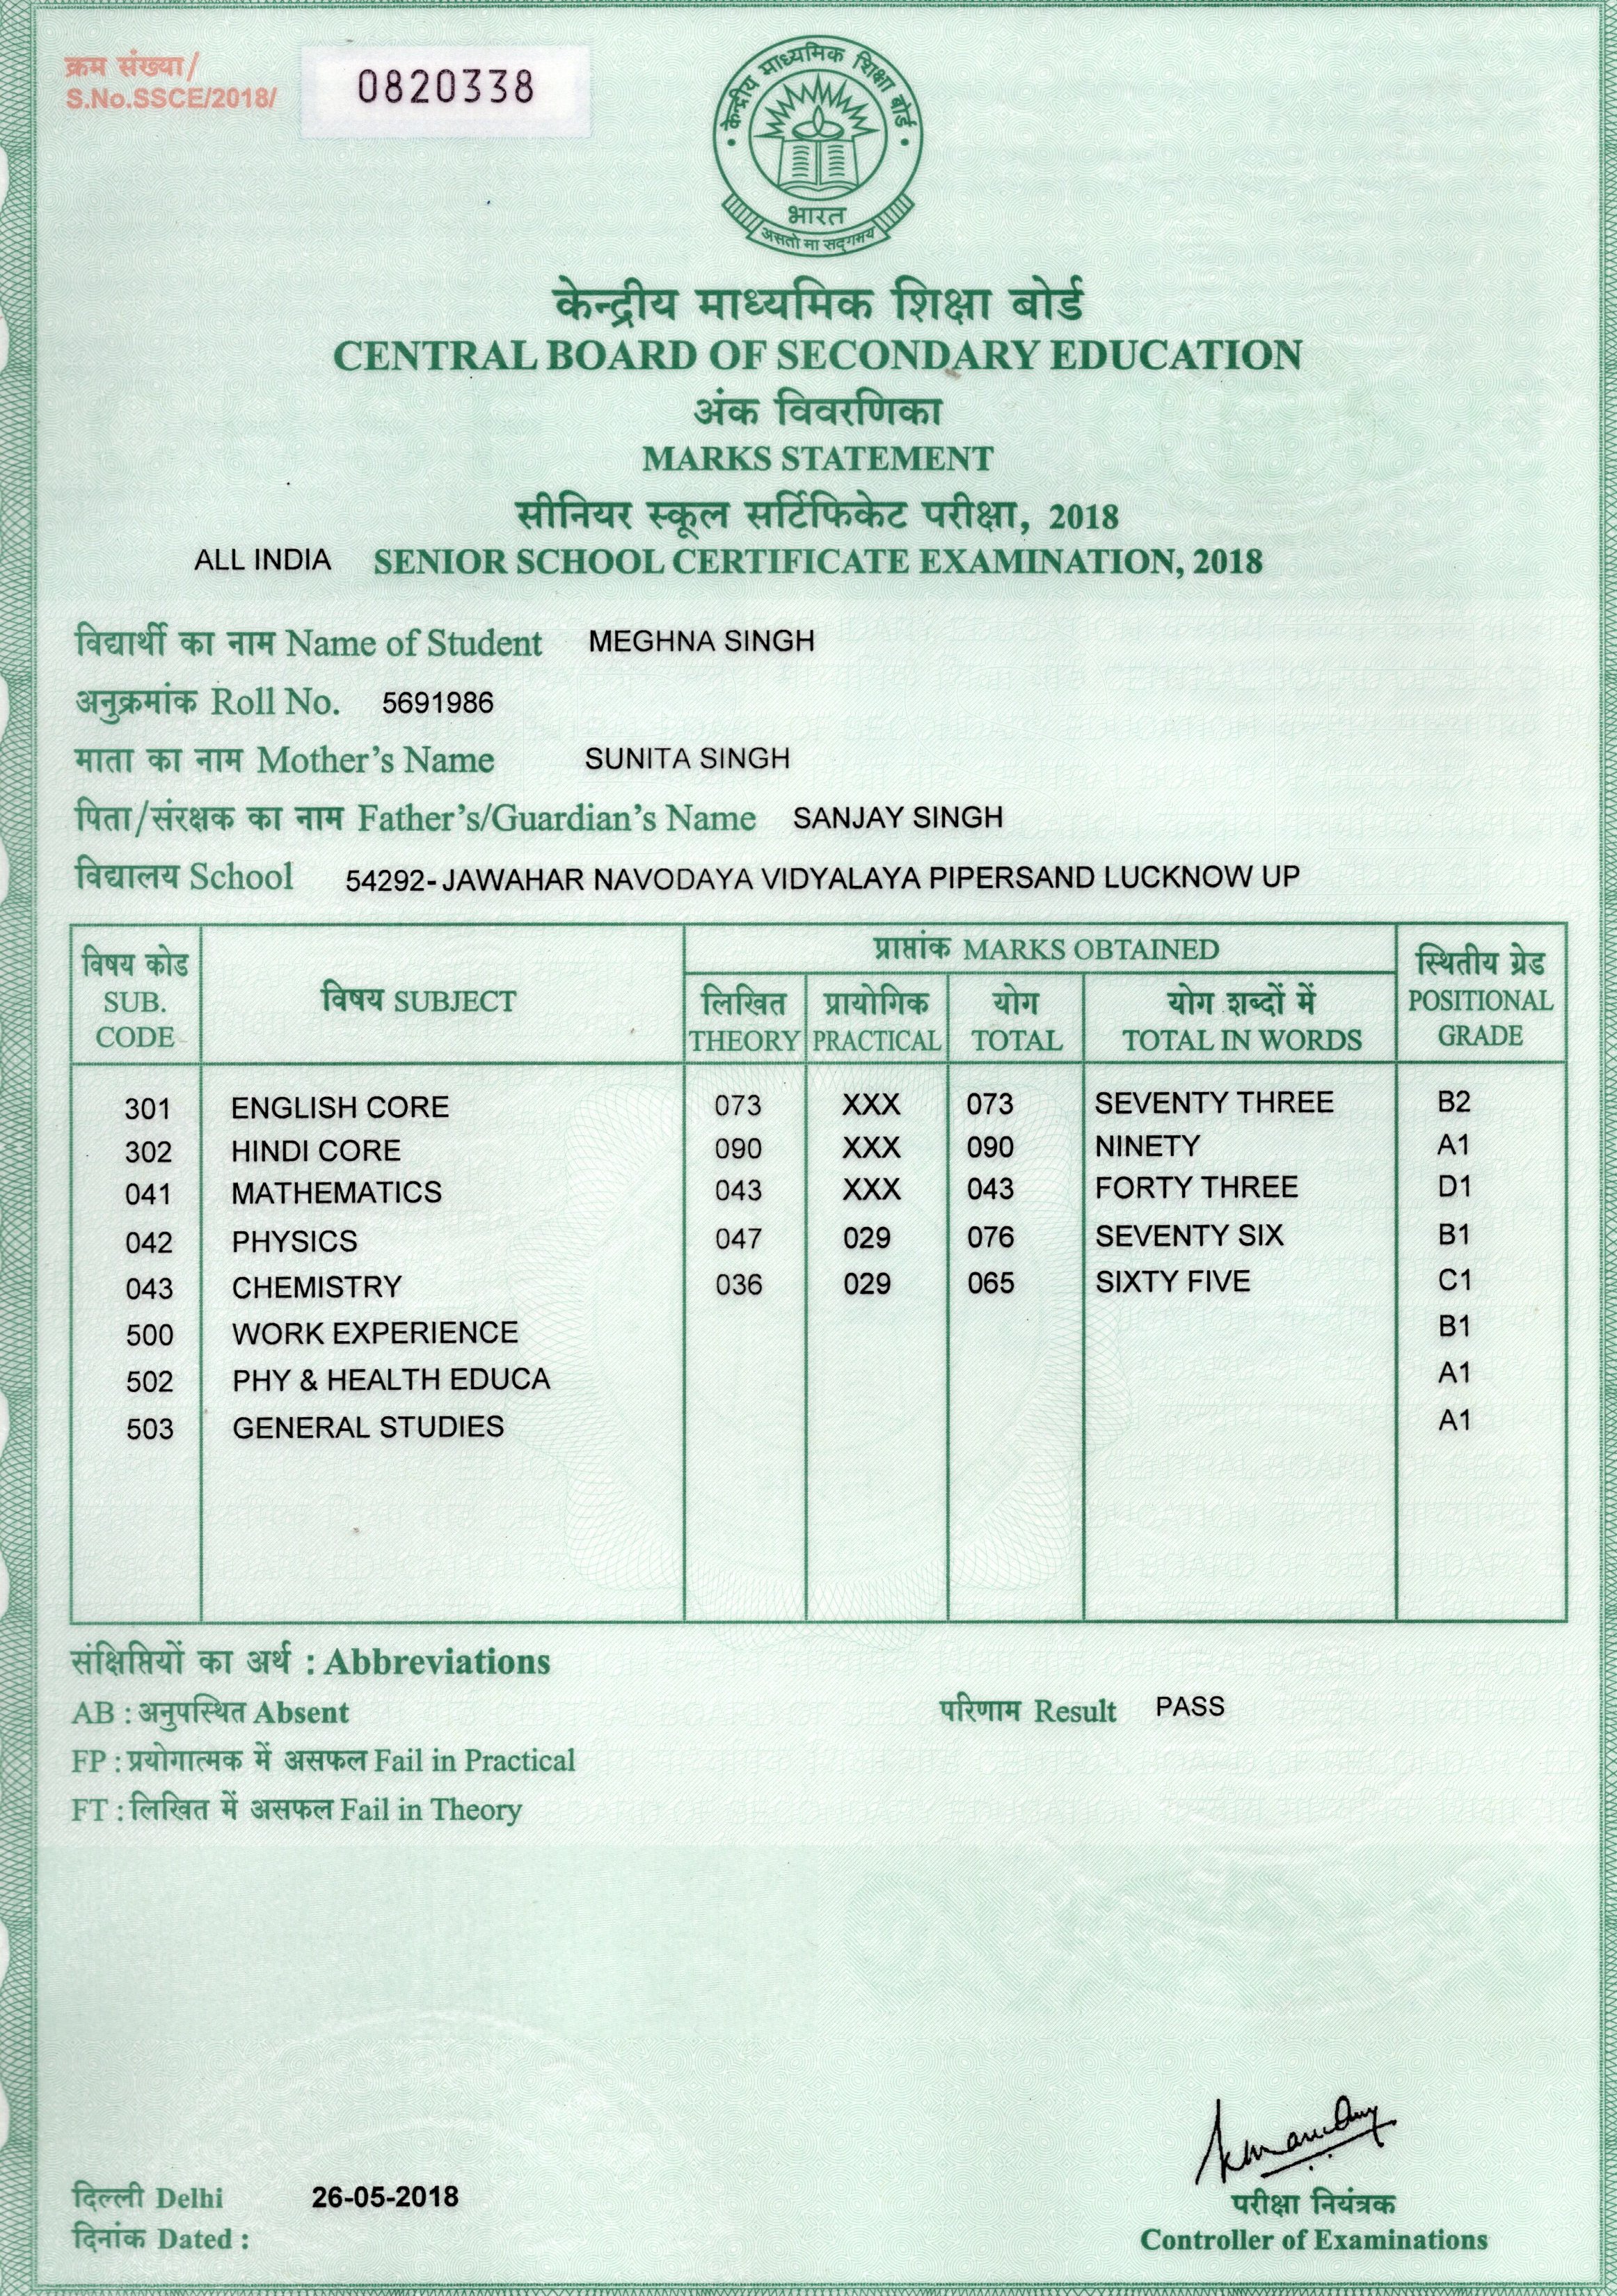 क्रम संख्या/
S.No.SSCE/2018/ 0820338
केन्द्रीय माध्यमिक शिक्षा बोर्ड
भारत
असतो मा सद्गमय
केन्द्रीय माध्यमिक शिक्षा बोर्ड
CENTRAL BOARD OF SECONDARY EDUCATION
अंक विवरणिका
MARKS STATEMENT
सीनियर स्कूल सर्टिफिकेट परीक्षा, 2018
ALL INDIA SENIOR SCHOOL CERTIFICATE EXAMINATION, 2018
विद्यार्थी का नाम Name of Student MEGHNA SINGH
अनुक्रमांक Roll No. 5691986
माता का नाम Mother's Name SUNITA SINGH
पिता/संरक्षक का नाम Father's/Guardian's Name SANJAY SINGH
विद्यालय School 54292- JAWAHAR NAVODAYA VIDYALAYA PIPERSAND LUCKNOW UP
विषय कोड SUB. CODE
विषय SUBJECT
प्राप्तांक MARKS OBTAINED
लिखित THEORY
प्रायोगिक PRACTICAL
योग TOTAL
योग शब्दों में TOTAL IN WORDS
स्थितीय ग्रेड POSITIONAL GRADE
301 ENGLISH CORE 073 XXX 073 SEVENTY THREE B2
302 HINDI CORE 090 XXX 090 NINETY A1
041 MATHEMATICS 043 XXX 043 FORTY THREE D1
042 PHYSICS 047 029 076 SEVENTY SIX B1
043 CHEMISTRY 036 029 065 SIXTY FIVE C1
500 WORK EXPERIENCE B1
502 PHY & HEALTH EDUCA A1
503 GENERAL STUDIES A1
संक्षिप्तियों का अर्थ : Abbreviations
AB : अनुपस्थित Absent
परिणाम Result PASS
FP : प्रयोगात्मक में असफल Fail in Practical
FT : लिखित में असफल Fail in Theory
दिल्ली Delhi 26-05-2018
दिनांक Dated :
परीक्षा नियंत्रक
Controller of Examinations